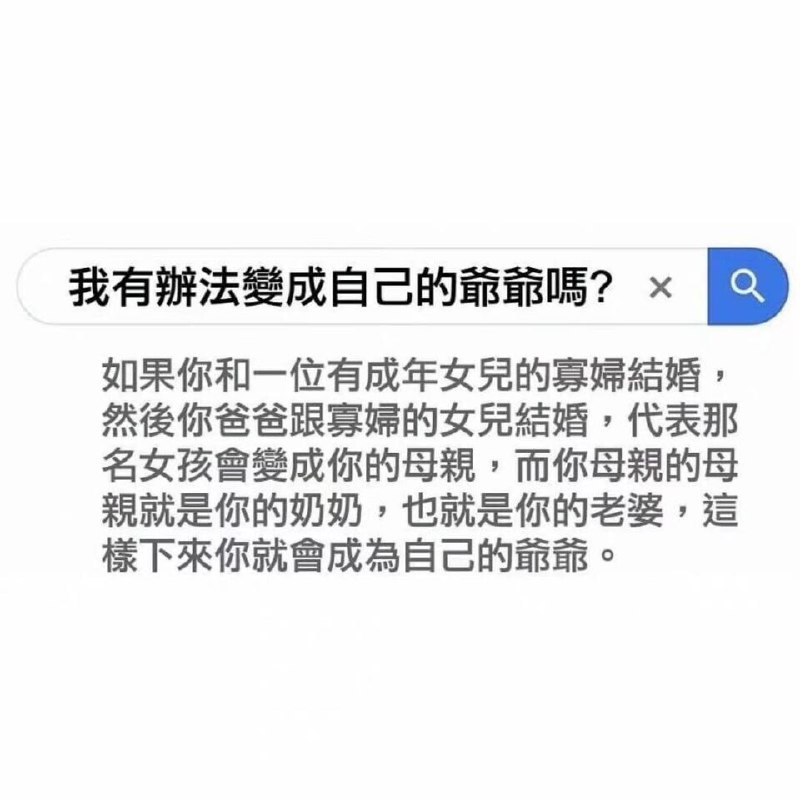 我有辦法變成自己的爺爺嗎?
如果你和一位有成年女兒的寡婦結婚，
然後你爸爸跟寡婦的女兒結婚，代表那
名女孩會變成你的母親，而你母親的母
親就是你的奶奶，也就是你的老婆，這
樣下來你就會成為自己的爺爺。